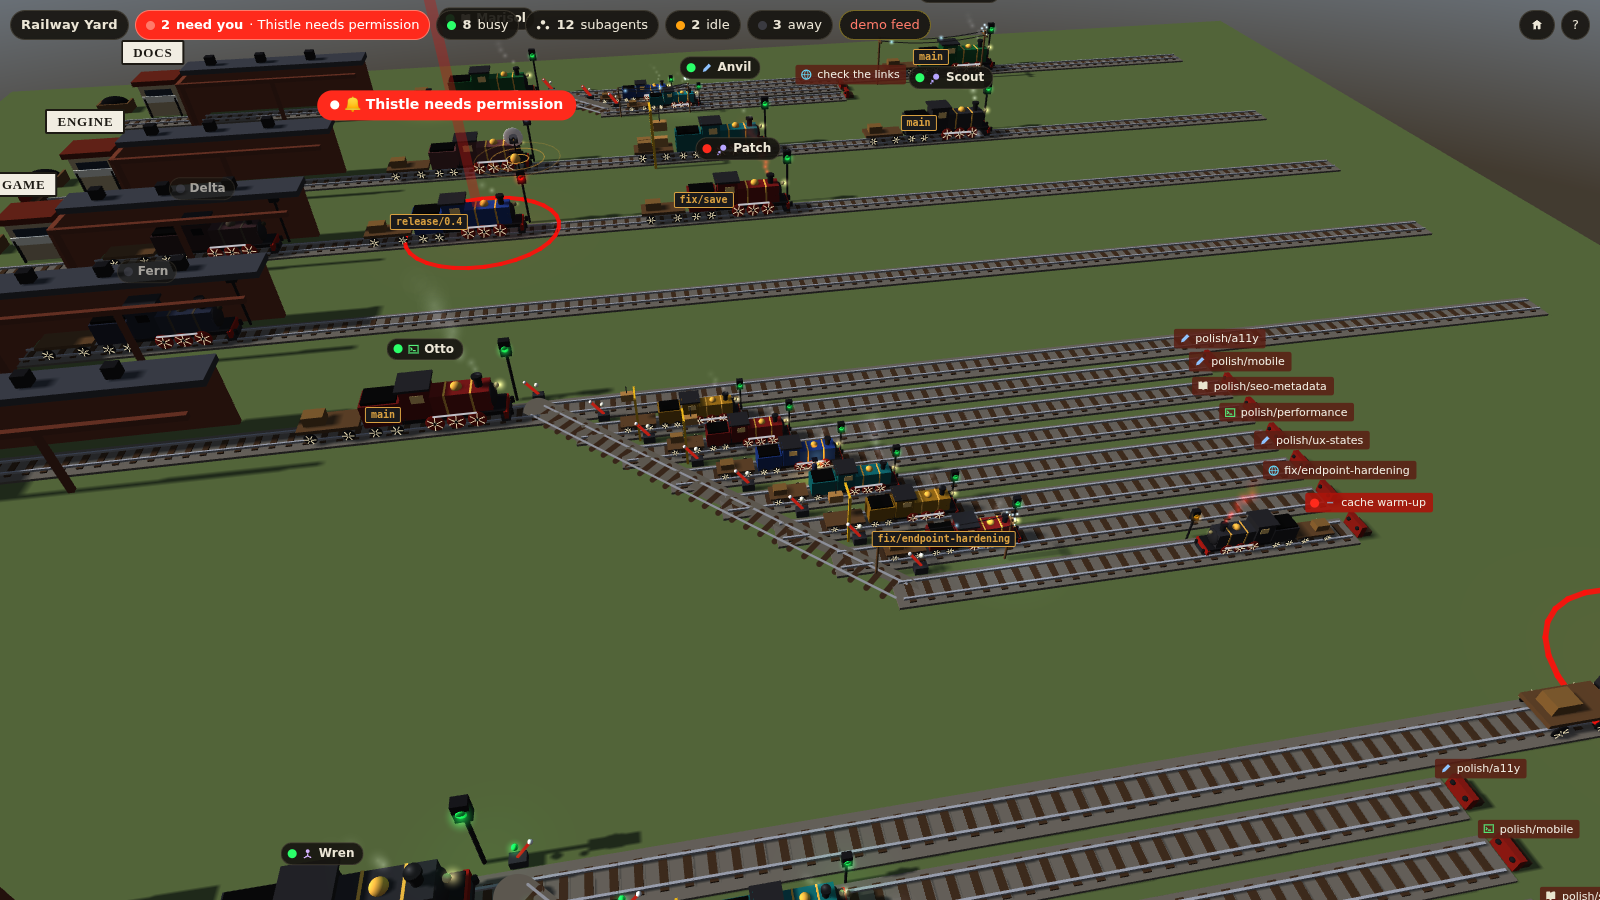 Railway Yard
2 need you · Thistle needs permission
8 busy
12 subagents
2 idle
3 away
demo feed
?
DOCS
main
Anvil
check the links
Scout
Thistle needs permission
ENGINE
main
Patch
GAME
Delta
fix/save
release/0.4
Fern
polish/a11y
Otto
polish/mobile
polish/seo-metadata
main
polish/performance
polish/ux-states
fix/endpoint-hardening
cache warm-up
fix/endpoint-hardening
polish/a11y
polish/mobile
Wren